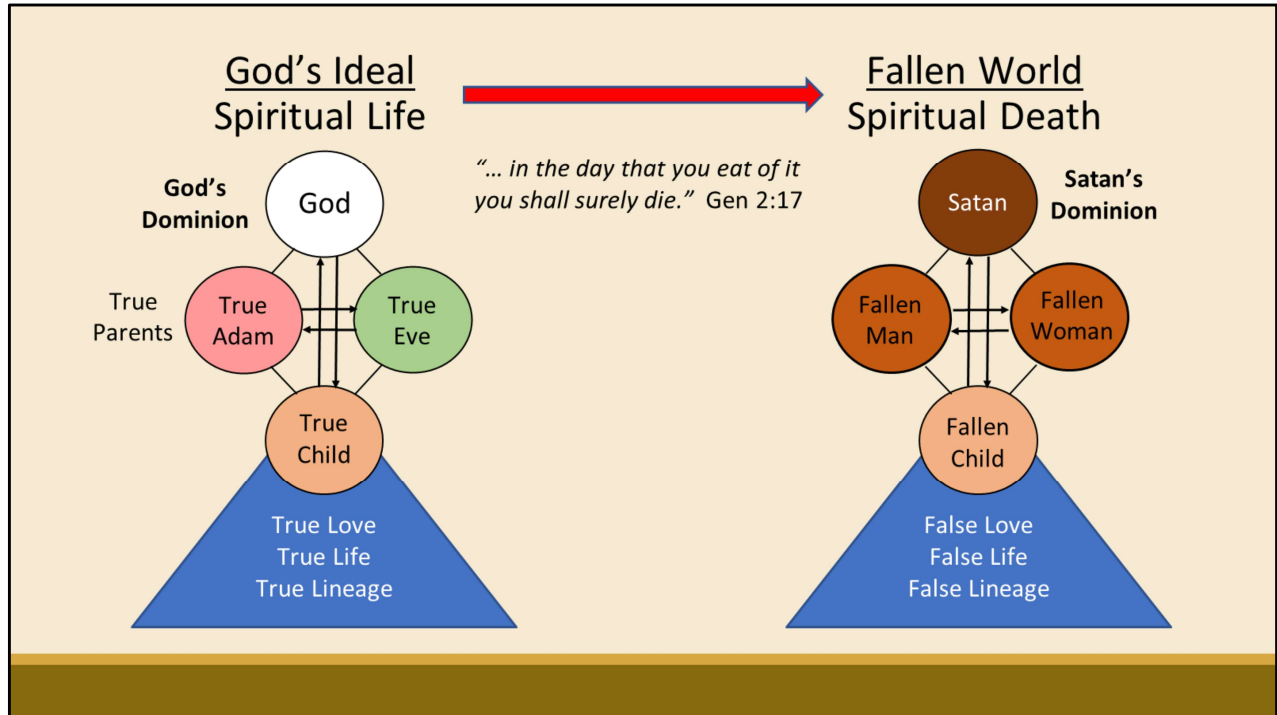 God's Ideal
Spiritual Life
God's
Dominion
God
True
Parents
True
Adam
True
Eve
True
Child
True Love
True Life
True Lineage
“... in the day that you eat of it
you shall surely die.”  Gen 2:17
Fallen World
Spiritual Death
Satan
Satan's
Dominion
Fallen
Man
Fallen
Woman
Fallen
Child
False Love
False Life
False Lineage